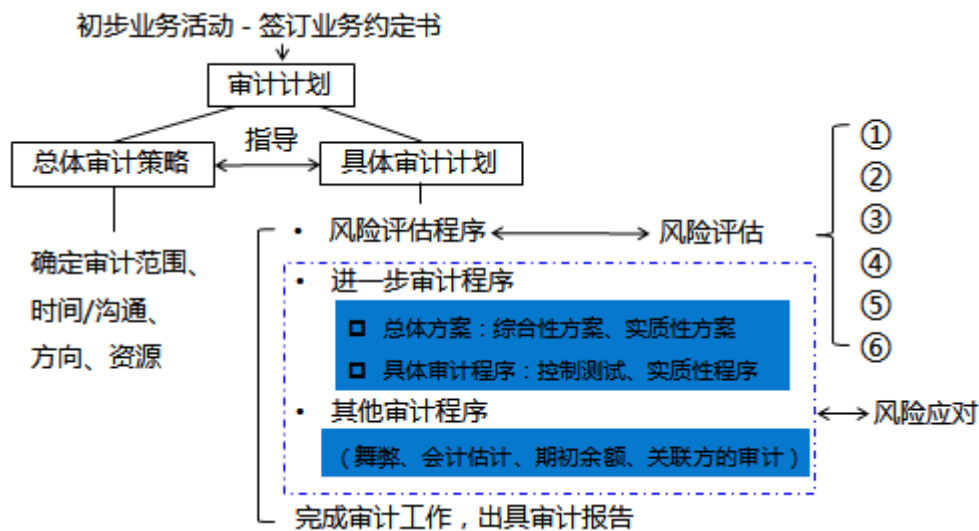 初步业务活动 - 签订业务约定书
审计计划
总体审计策略
指导
具体审计计划
确定审计范围、
时间/沟通、
方向、资源
• 风险评估程序
风险评估
①
②
③
④
⑤
⑥
• 进一步审计程序
总体方案：综合性方案、实质性方案
具体审计程序：控制测试、实质性程序
• 其他审计程序
（舞弊、会计估计、期初余额、关联方的审计）
风险应对
完成审计工作，出具审计报告